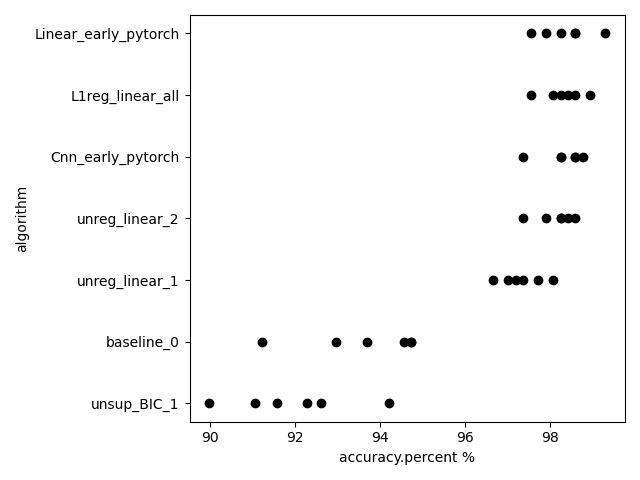 Linear_early_pytorch
L1reg_linear_all
Cnn_early_pytorch
unreg_linear_2
unreg_linear_1
baseline_0
unsup_BIC_1
algorithm
90 92 94 96 98
accuracy.percent %